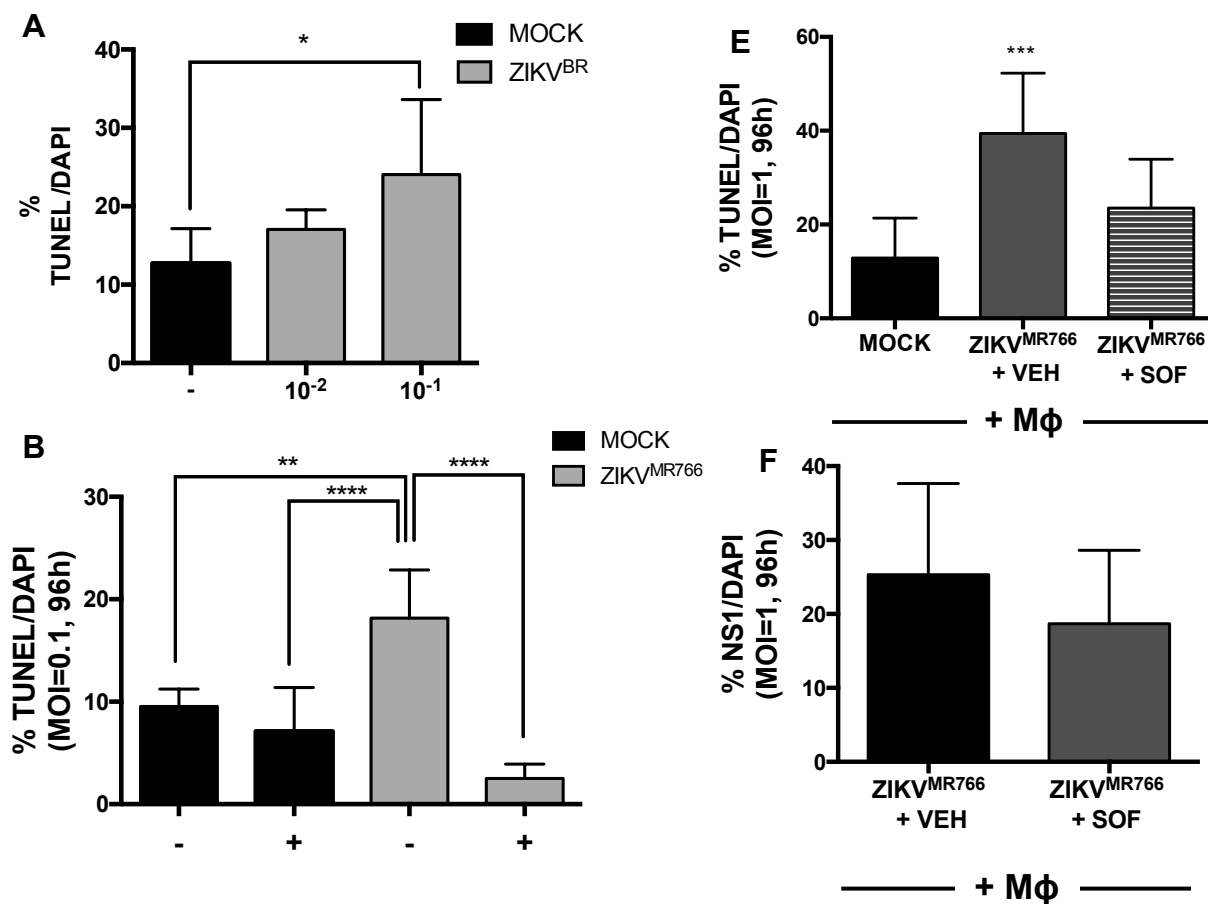 A
*
MOCK
ZIKV^BR
%
TUNEL/DAPI
40
30
20
10
0
-
10^-2
10^-1
B
MOCK
ZIKV^MR766
**
****
****
% TUNEL/DAPI
(MOI=0.1, 96h)
30
20
10
0
-
+
-
+
E
***
% TUNEL/DAPI
(MOI=1, 96h)
60
40
20
0
MOCK
ZIKV^MR766
+ VEH
ZIKV^MR766
+ SOF
+ Mϕ
F
% NS1/DAPI
(MOI=1, 96h)
40
30
20
10
0
ZIKV^MR766
+ VEH
ZIKV^MR766
+ SOF
+ Mϕ